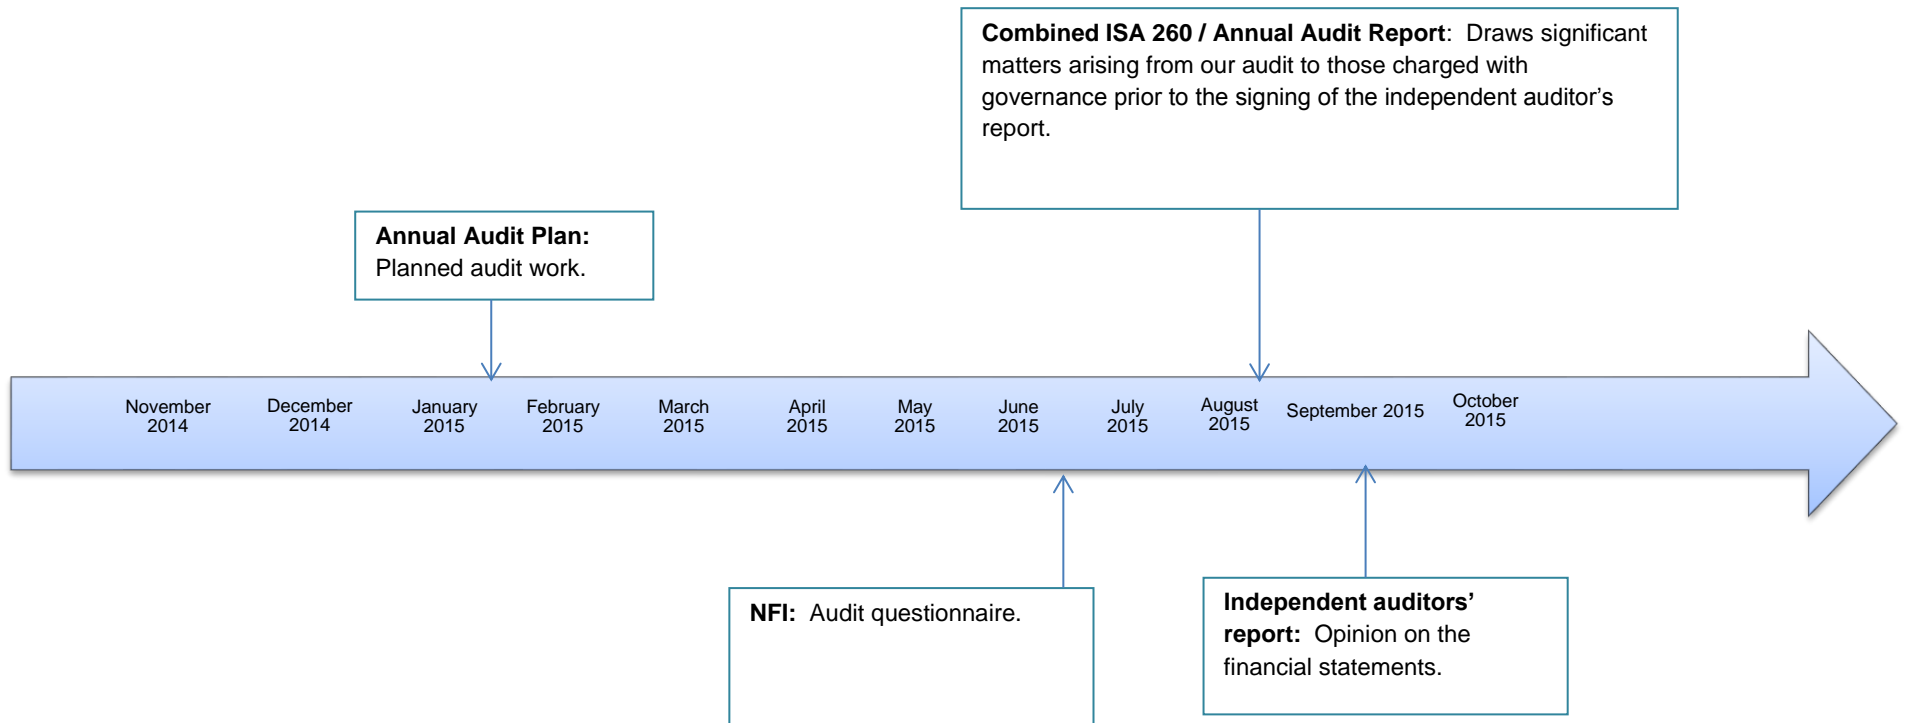 Combined ISA 260 / Annual Audit Report:  Draws significant
matters arising from our audit to those charged with
governance prior to the signing of the independent auditor’s
report.
Annual Audit Plan:
Planned audit work.
November
2014
December
2014
January
2015
February
2015
March
2015
April
2015
May
2015
June
2015
July
2015
August
2015
September 2015
October
2015
NFI:  Audit questionnaire.
Independent auditors’
report:  Opinion on the
financial statements.